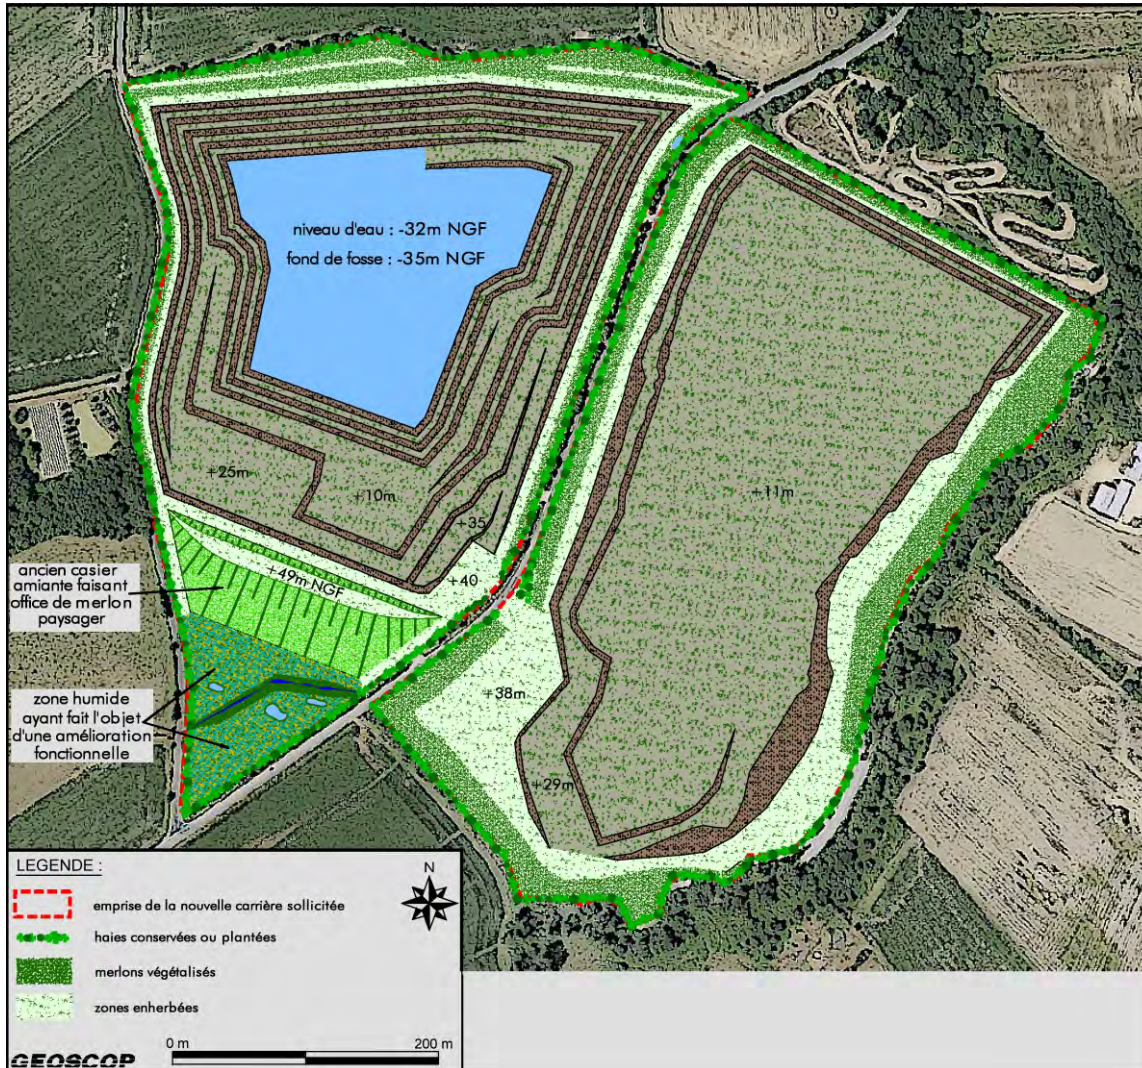 niveau d'eau : -32m NGF
fond de fosse : -35m NGF
+25m
+10m
+35
+11m
+49m NGF
+40
ancien casier
amiante faisant
office de merlon
paysager
+38m
zone humide
ayant fait l'objet
d'une amélioration
fonctionnelle
+29m
LEGENDE :
N
emprise de la nouvelle carrière sollicitée
haies conservées ou plantées
merlons végétalisés
zones enherbées
0 m
200 m
GEOSCOP